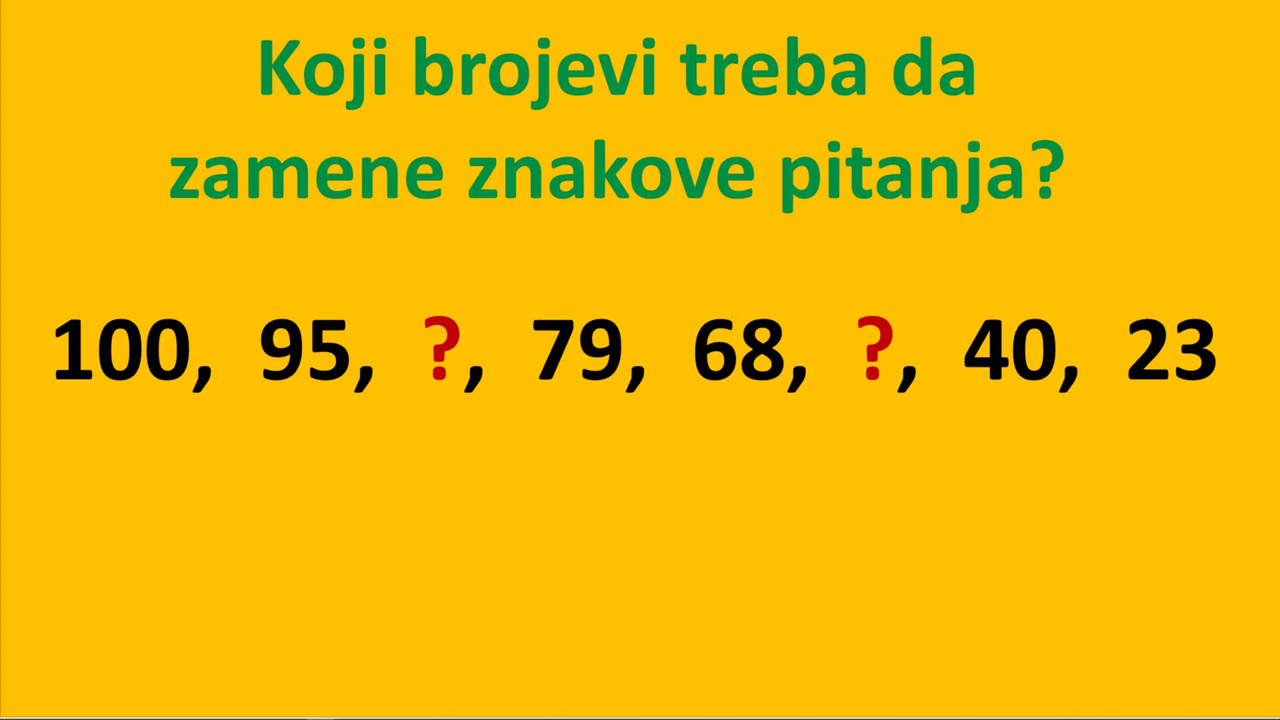 Koji brojevi treba da
zamene znakove pitanja?
100, 95, ?, 79, 68, ?, 40, 23